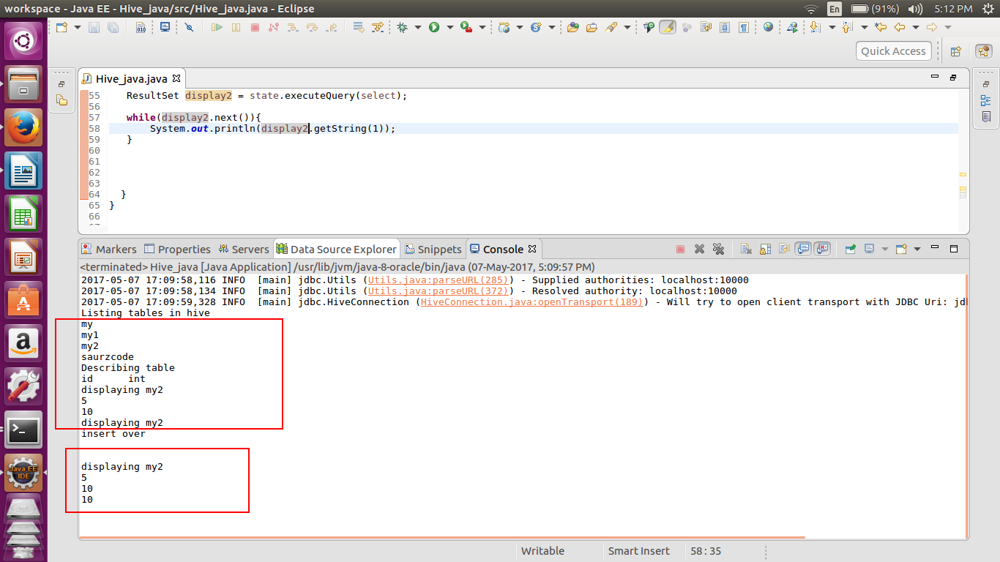 workspace - Java EE - Hive_java/src/Hive_java.java - Eclipse
En
(91%)
5:12 PM
Quick Access
Hive_java.java
55 ResultSet display2 = state.executeQuery(select);
56
57 while(display2.next()){
58 System.out.println(display2.getString(1));
59 }
60
61
62
63
64 }
65 }
66
Markers
Properties
Servers
Data Source Explorer
Snippets
Console
<terminated> Hive_java [Java Application] /usr/lib/jvm/java-8-oracle/bin/java (07-May-2017, 5:09:57 PM)
2017-05-07 17:09:58,116 INFO [main] jdbc.Utils (Utils.java:parseURL(285)) - Supplied authorities: localhost:10000
2017-05-07 17:09:58,134 INFO [main] jdbc.Utils (Utils.java:parseURL(372)) - Resolved authority: localhost:10000
2017-05-07 17:09:59,328 INFO [main] jdbc.HiveConnection (HiveConnection.java:openTransport(189)) - Will try to open client transport with JDBC Uri: jdb
Listing tables in hive
my
my1
my2
saurzcode
Describing table
id int
displaying my2
5
10
displaying my2
insert over
displaying my2
5
10
10
Java EE
IDE
Writable
Smart Insert
58 : 35